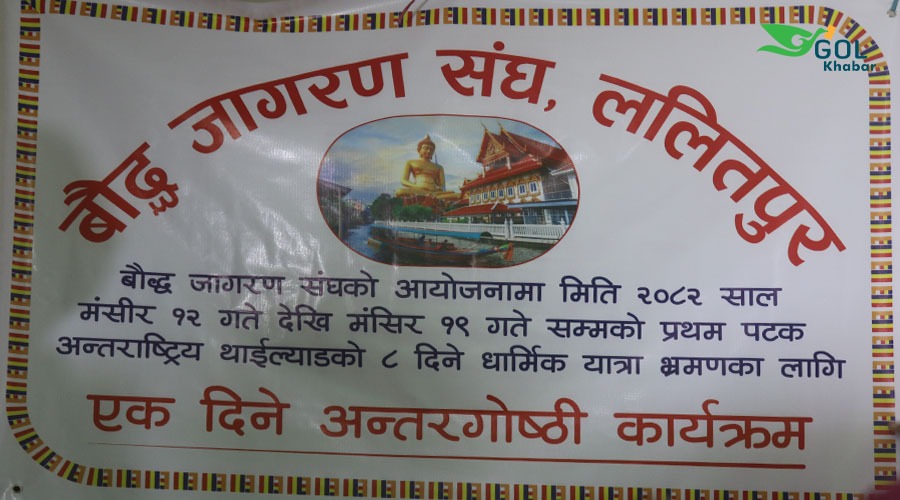 GOL
Khabar
बौद्ध जागरण संघ, ललितपुर
बौद्ध जागरण संघको आयोजनामा मिति २०८२ साल
मंसीर १२ गते देखि मंसिर १९ गते सम्मको प्रथम पटक
अन्तराष्ट्रिय थाईल्याडको ८ दिने धार्मिक यात्रा भ्रमणका लागि
एक दिने अन्तरगोष्ठी कार्यक्रम